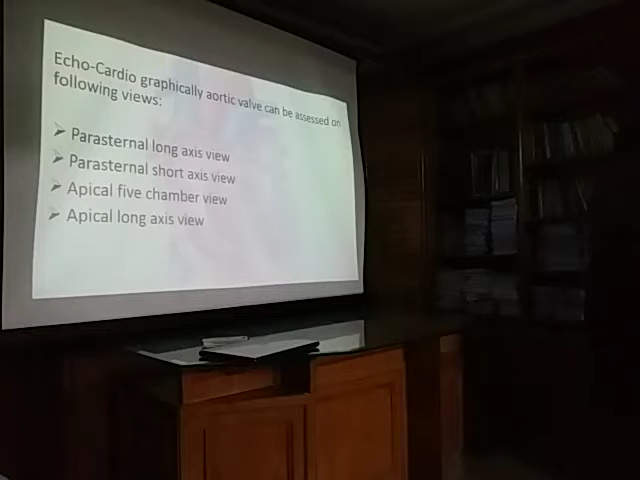 Echo-Cardio graphically aortic valve can be assessed on
following views:
➢ Parasternal long axis view
➢ Parasternal short axis view
➢ Apical five chamber view
➢ Apical long axis view